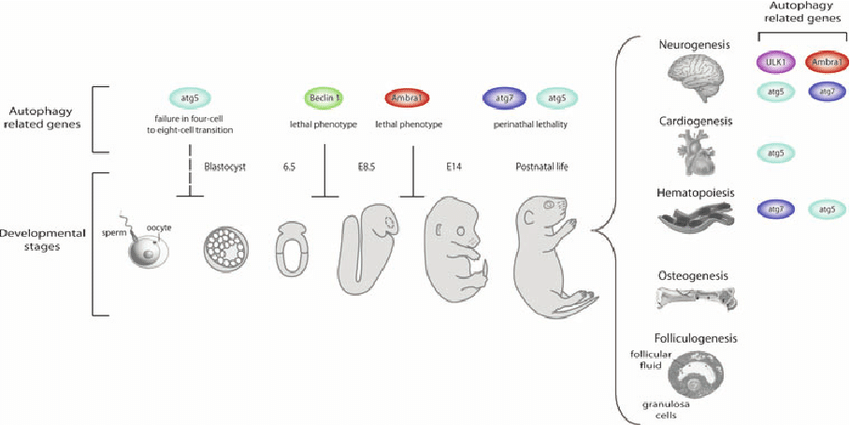 Autophagy
related genes
Neurogenesis
ULK1
Ambra1
atg5
atg7
Autophagy
related genes
atg5
Beclin 1
Ambra1
atg7
atg5
failure in four-cell
to eight-cell transition
lethal phenotype
lethal phenotype
perinathal lethality
Cardiogenesis
atg5
Blastocyst
6.5
E8.5
E14
Postnatal life
Developmental
stages
sperm
oocyte
Hematopoiesis
atg7
atg5
Osteogenesis
Folliculogenesis
follicular
fluid
granulosa
cells